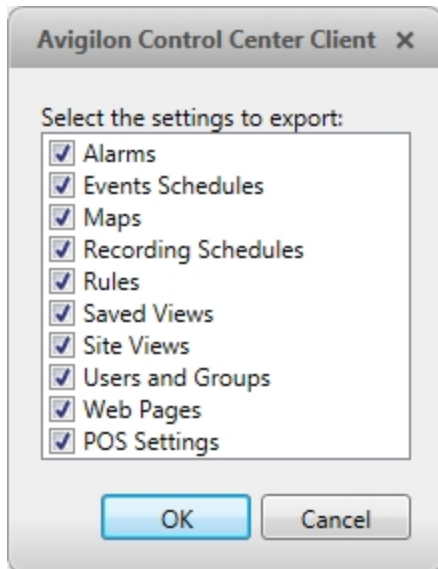 Avigilon Control Center Client
Select the settings to export:
Alarms
Events Schedules
Maps
Recording Schedules
Rules
Saved Views
Site Views
Users and Groups
Web Pages
POS Settings
OK Cancel